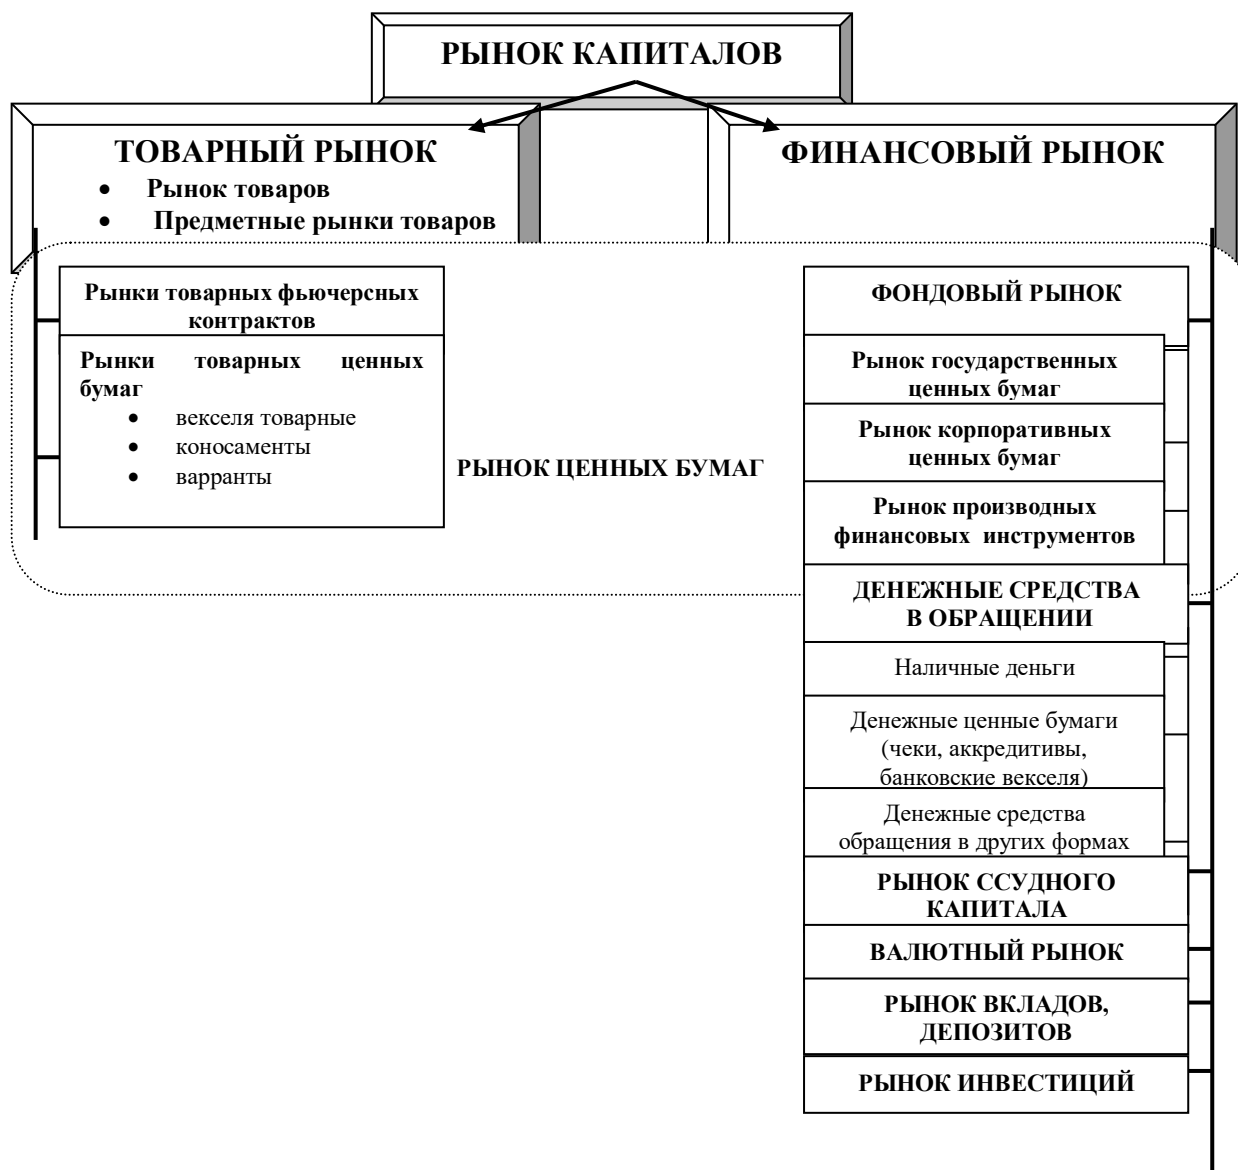 РЫНОК КАПИТАЛОВ
ТОВАРНЫЙ РЫНОК
• Рынок товаров
• Предметные рынки товаров
ФИНАНСОВЫЙ РЫНОК
Рынки товарных фьючерсных
контрактов
Рынки товарных ценных
бумаг
• векселя товарные
• коносаменты
• варранты
РЫНОК ЦЕННЫХ БУМАГ
ФОНДОВЫЙ РЫНОК
Рынок государственных
ценных бумаг
Рынок корпоративных
ценных бумаг
Рынок производных
финансовых инструментов
ДЕНЕЖНЫЕ СРЕДСТВА
В ОБРАЩЕНИИ
Наличные деньги
Денежные ценные бумаги
(чеки, аккредитивы,
банковские векселя)
Денежные средства
обращения в других формах
РЫНОК ССУДНОГО
КАПИТАЛА
ВАЛЮТНЫЙ РЫНОК
РЫНОК ВКЛАДОВ,
ДЕПОЗИТОВ
РЫНОК ИНВЕСТИЦИЙ